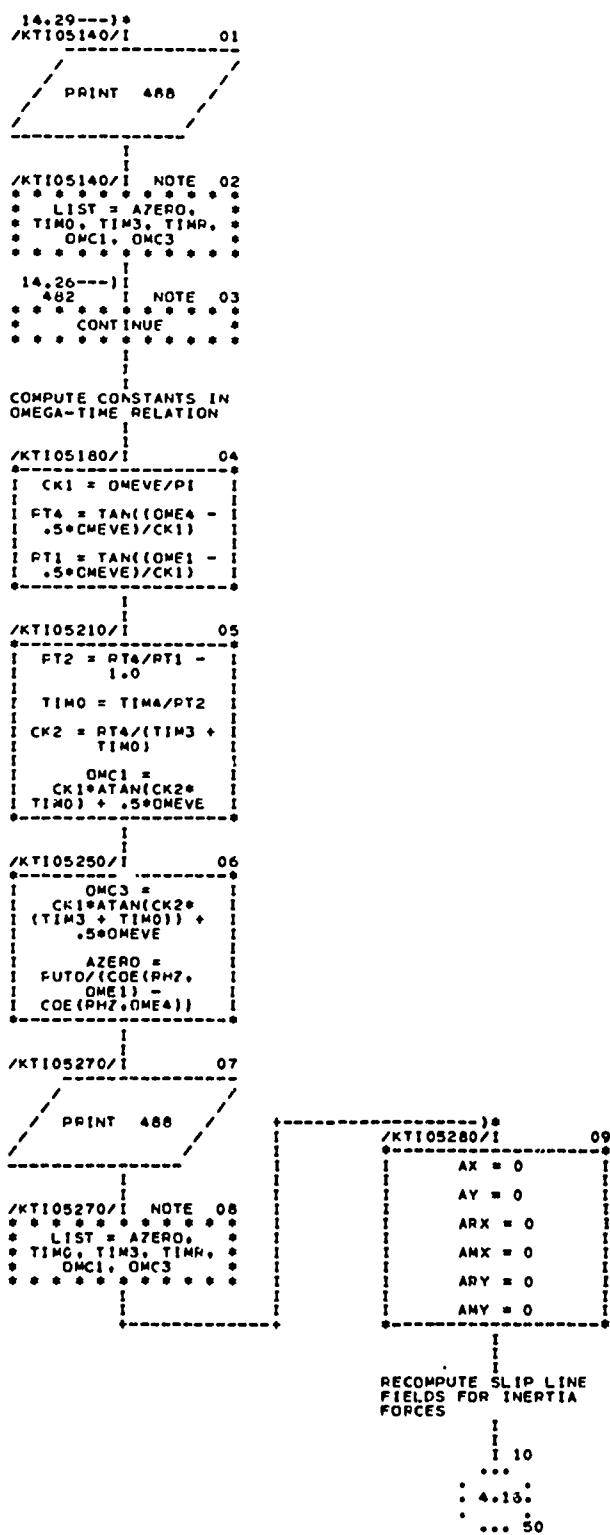 14.29---)*
/KTI05140/I 01
PRINT 488
/KTI05140/I NOTE 02
LIST = AZERO,
TIMO, TIM3, TIMR,
OMC1, OMC3
14.26---)I
482 I NOTE 03
CONTINUE
COMPUTE CONSTANTS IN
OMEGA-TIME RELATION
/KTI05180/I 04
CK1 = OMEVE/PI
RT4 = TAN((OME4 -
.5*OMEVE)/CK1)
RT1 = TAN((OME1 -
.5*OMEVE)/CK1)
/KTI05210/I 05
RT2 = RT4/RT1 -
1.0
TIMO = TIM4/RT2
CK2 = RT4/(TIM3 +
TIMO)
OMC1 =
CK1*ATAN(CK2*
TIMO) + .5*OMEVE
/KTI05250/I 06
OMC3 =
CK1*ATAN(CK2*
(TIM3 + TIMO)) +
.5*OMEVE
AZERO =
FUTO/(COE(RHZ,
OME1) -
COE(RHZ,OME4))
/KTI05270/I 07
PRINT 488
/KTI05270/I NOTE 08
LIST = AZERO,
TIMO, TIM3, TIMR,
OMC1, OMC3
/KTI05280/I 09
AX = 0
AY = 0
ARX = 0
AMX = 0
ARY = 0
AMY = 0
RECOMPUTE SLIP LINE
FIELDS FOR INERTIA
FORCES
I 10
50